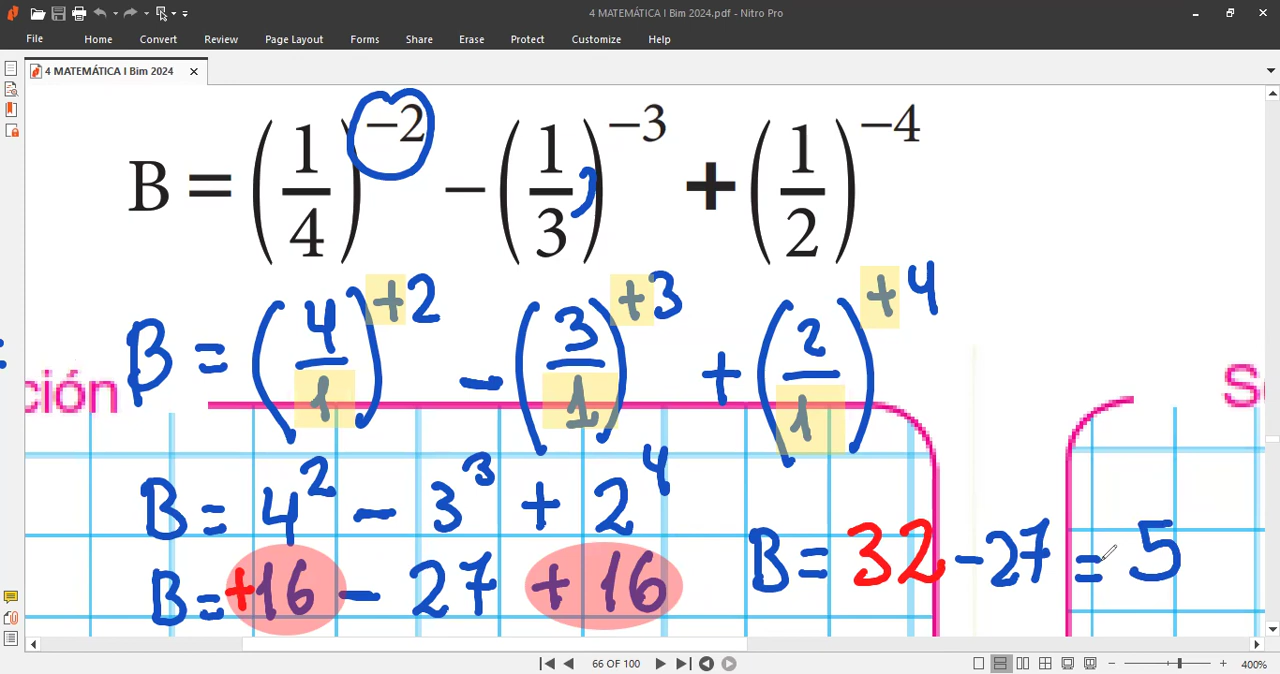 4 MATEMÁTICA I Bim 2024.pdf - Nitro Pro
File Home Convert Review Page Layout Forms Share Erase Protect Customize Help
4 MATEMÁTICA I Bim 2024
B = (1/4)^−2 − (1/3)^−3 + (1/2)^−4
B = (4/1)^+2 − (3/1)^+3 + (2/1)^+4
ción
S
B = 4^2 − 3^3 + 2^4
B = +16 − 27 + 16
B = 32 − 27 = 5
66 OF 100
400%